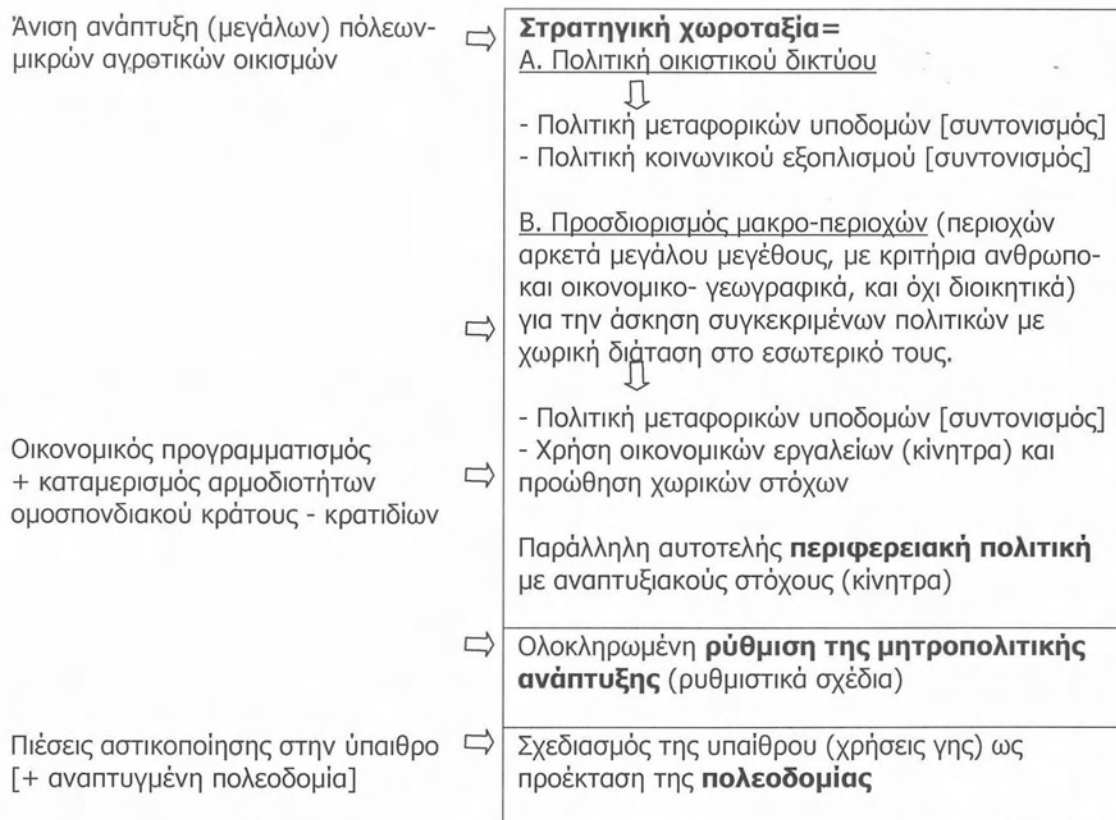 Άνιση ανάπτυξη (μεγάλων) πόλεων-
μικρών αγροτικών οικισμών
Στρατηγική χωροταξία=
Α. Πολιτική οικιστικού δικτύου
- Πολιτική μεταφορικών υποδομών [συντονισμός]
- Πολιτική κοινωνικού εξοπλισμού [συντονισμός]
Β. Προσδιορισμός μακρο-περιοχών (περιοχών
αρκετά μεγάλου μεγέθους, με κριτήρια ανθρωπο-
και οικονομικο- γεωγραφικά, και όχι διοικητικά)
για την άσκηση συγκεκριμένων πολιτικών με
χωρική διάταση στο εσωτερικό τους.
- Πολιτική μεταφορικών υποδομών [συντονισμός]
- Χρήση οικονομικών εργαλείων (κίνητρα) και
προώθηση χωρικών στόχων
Οικονομικός προγραμματισμός
+ καταμερισμός αρμοδιοτήτων
ομοσπονδιακού κράτους - κρατιδίων
Παράλληλη αυτοτελής περιφερειακή πολιτική
με αναπτυξιακούς στόχους (κίνητρα)
Ολοκληρωμένη ρύθμιση της μητροπολιτικής
ανάπτυξης (ρυθμιστικά σχέδια)
Πιέσεις αστικοποίησης στην ύπαιθρο
[+ αναπτυγμένη πολεοδομία]
Σχεδιασμός της υπαίθρου (χρήσεις γης) ως
προέκταση της πολεοδομίας